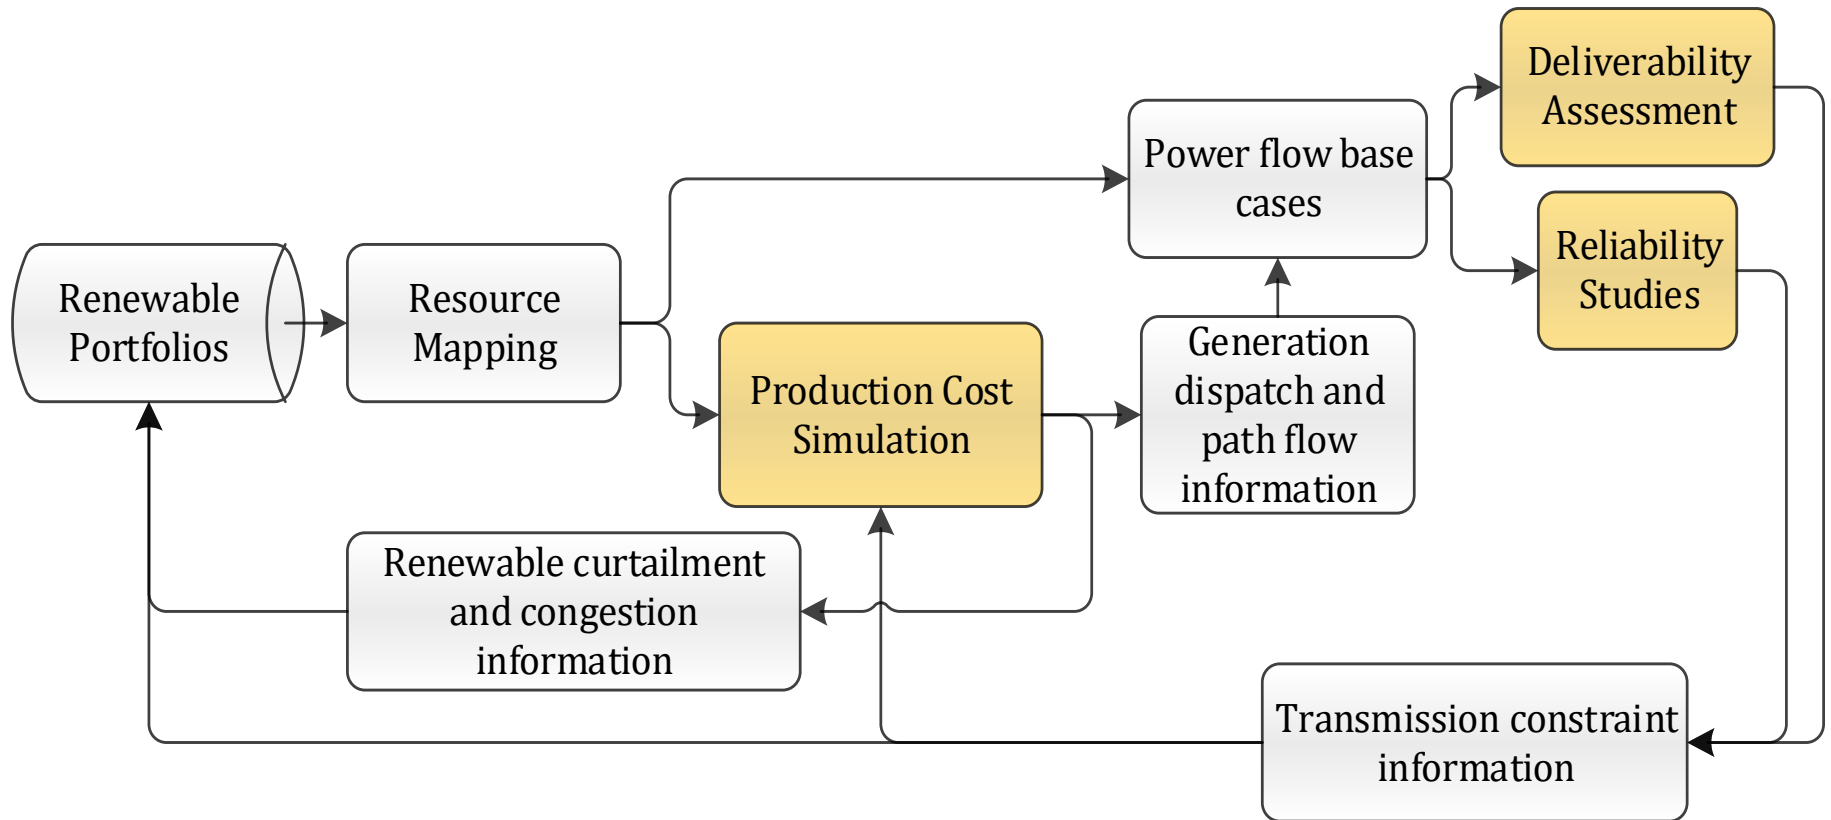 Deliverability
Assessment
Power flow base
cases
Reliability
Studies
Renewable
Portfolios
Resource
Mapping
Production Cost
Simulation
Generation
dispatch and
path flow
information
Renewable curtailment
and congestion
information
Transmission constraint
information